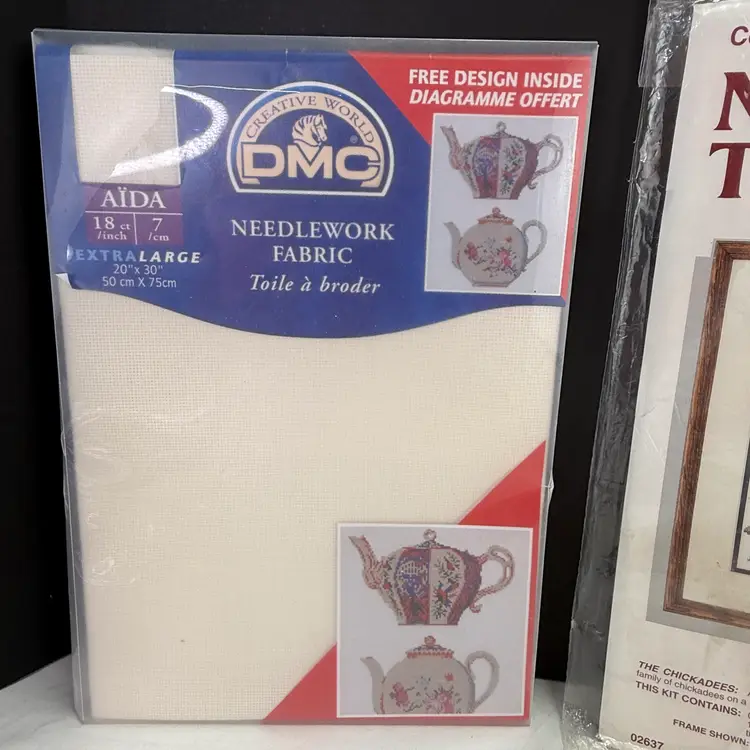 FREE DESIGN INSIDE
DIAGRAMME OFFERT
CREATIVE WORLD
DMC
AÏDA
18 ct
/inch
7
/cm
EXTRALARGE
20" x 30"
50 cm X 75cm
NEEDLEWORK
FABRIC
Toile à broder
THE CHICKADEES:
family of chickadees on a
THIS KIT CONTAINS:
FRAME SHOWN:
02637